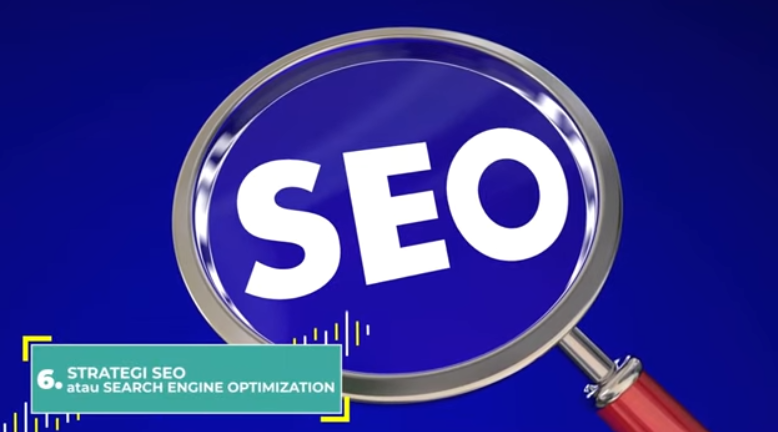 SEO
6. STRATEGI SEO
atau SEARCH ENGINE OPTIMIZATION